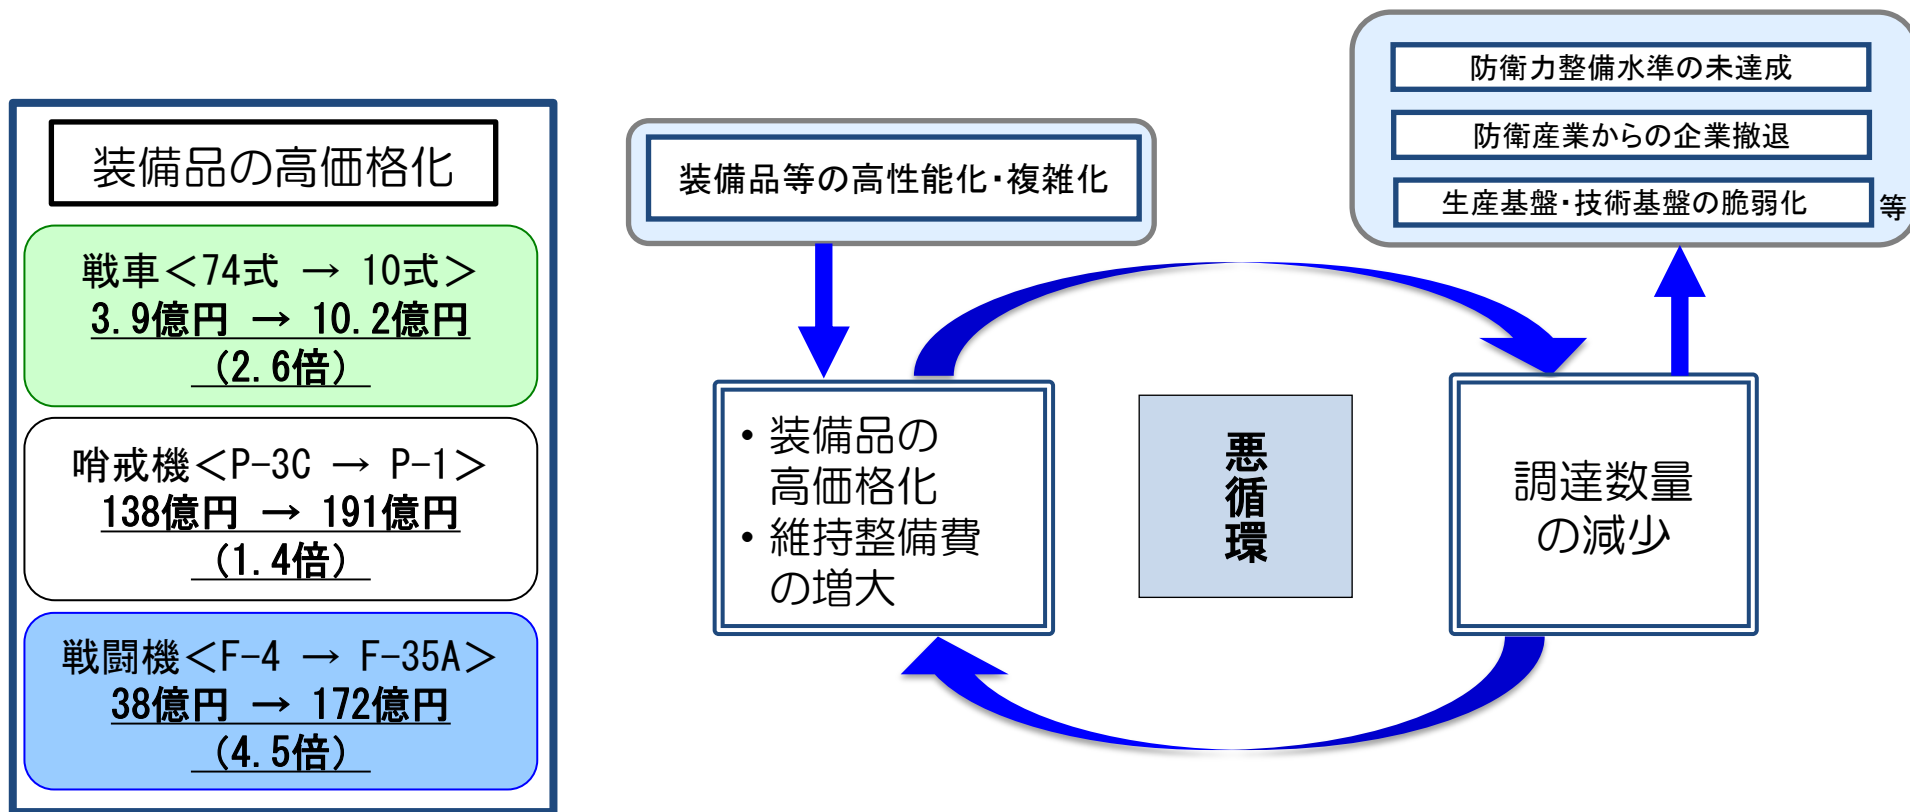 装備品の高価格化
戦車＜74式 → 10式＞
3.9億円 → 10.2億円
（2.6倍）
哨戒機＜P-3C → P-1＞
138億円 → 191億円
（1.4倍）
戦闘機＜F-4 → F-35A＞
38億円 → 172億円
（4.5倍）
装備品等の高性能化・複雑化
防衛力整備水準の未達成
防衛産業からの企業撤退
生産基盤・技術基盤の脆弱化
等
・装備品の
高価格化
・維持整備費
の増大
悪循環
調達数量
の減少